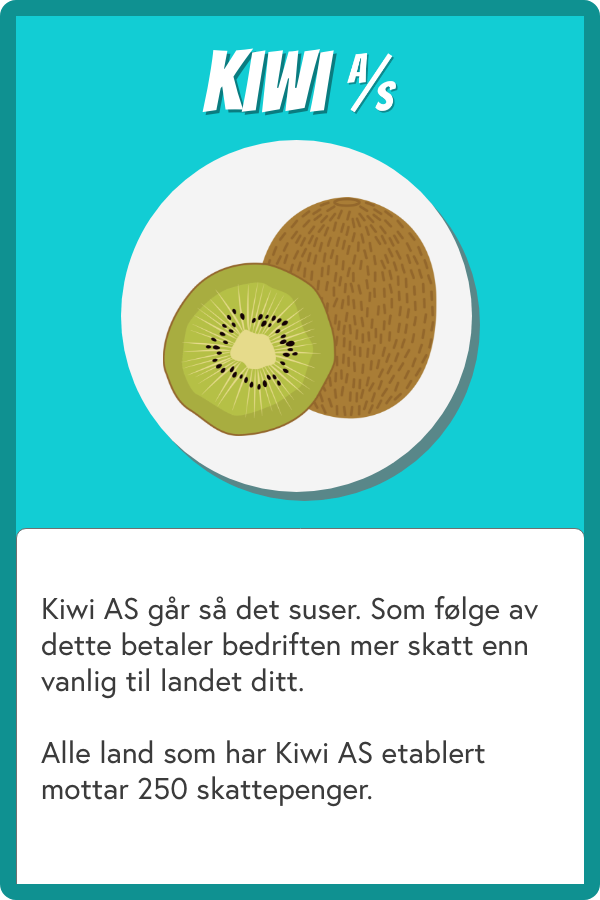 KIWI A/S
Kiwi AS går så det suser. Som følge av
dette betaler bedriften mer skatt enn
vanlig til landet ditt.
Alle land som har Kiwi AS etablert
mottar 250 skattepenger.